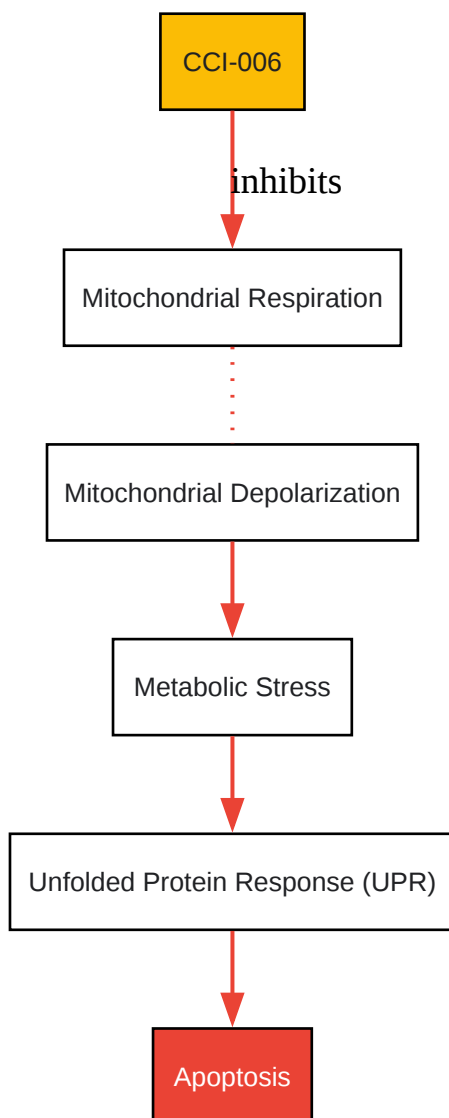 CCI-006
inhibits
Mitochondrial Respiration
Mitochondrial Depolarization
Metabolic Stress
Unfolded Protein Response (UPR)
Apoptosis